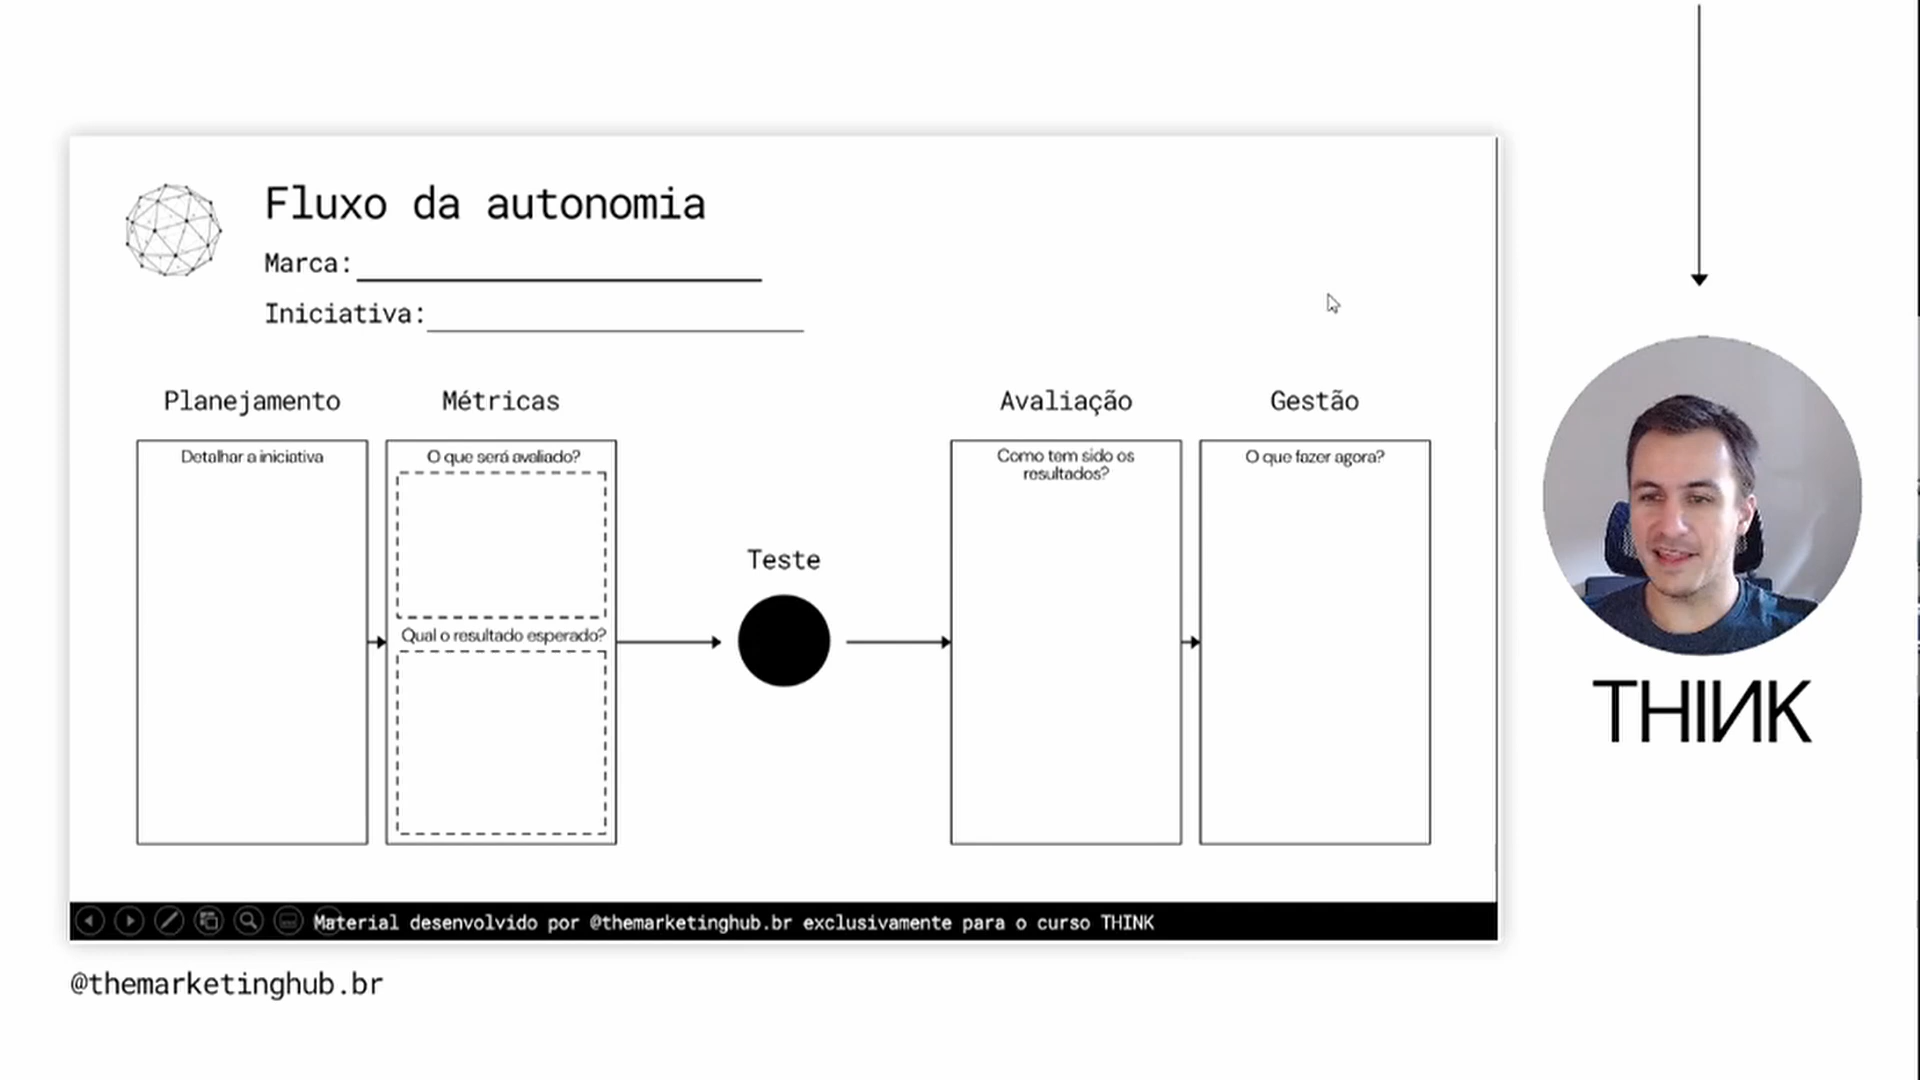 Fluxo da autonomia
Marca:
Iniciativa:
Planejamento
Detalhar a iniciativa
Métricas
O que será avaliado?
Qual o resultado esperado?
Teste
Avaliação
Como tem sido os
resultados?
Gestão
O que fazer agora?
Material desenvolvido por @themarketinghub.br exclusivamente para o curso THINK
@themarketinghub.br
THINK